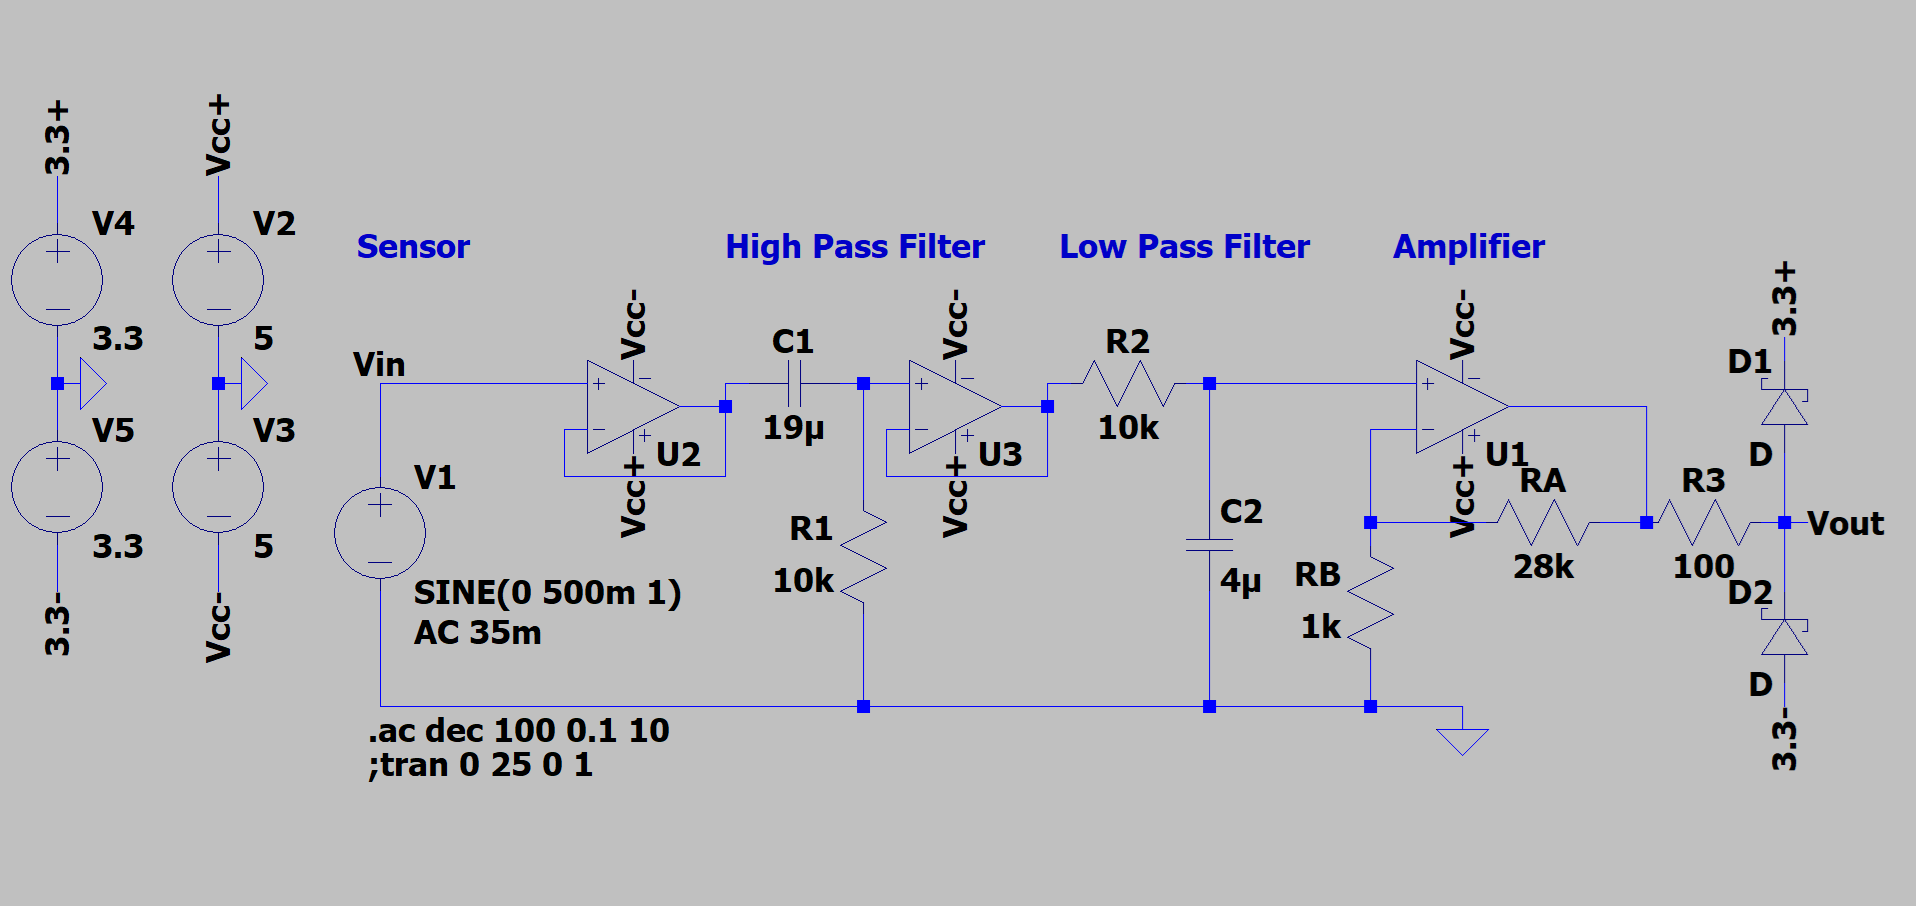 3.3+
Vcc+
V4
V2
3.3
5
V5
V3
3.3
5
3.3-
Vcc-
Sensor
High Pass Filter
Low Pass Filter
Amplifier
Vin
V1
SINE(0 500m 1)
AC 35m
.ac dec 100 0.1 10
;tran 0 25 0 1
Vcc-
U2
Vcc+
C1
19µ
R1
10k
Vcc-
U3
Vcc+
R2
10k
C2
4µ
Vcc-
U1
Vcc+
RA
28k
RB
1k
R3
100
3.3+
D1
D
Vout
D2
D
3.3-